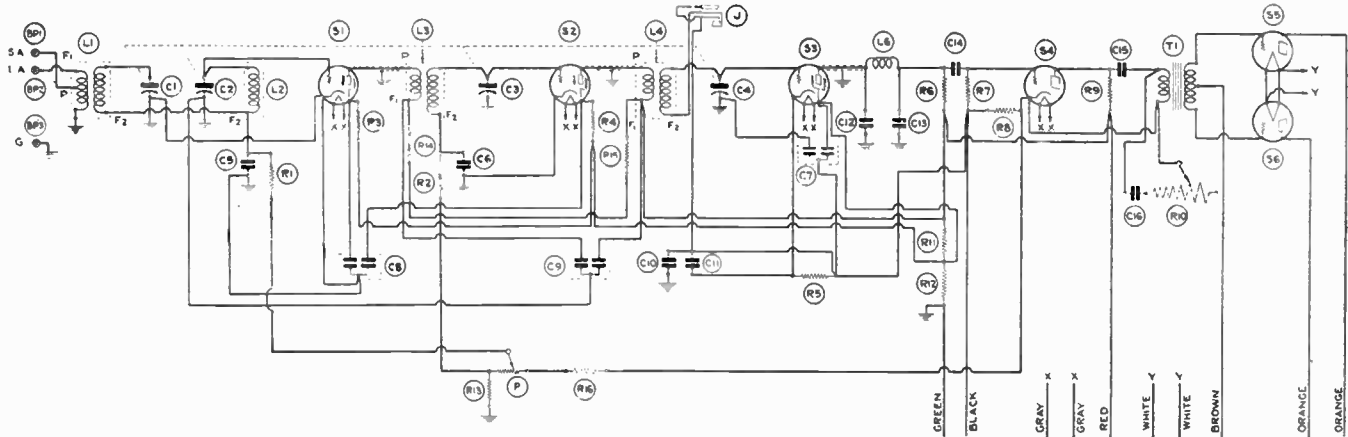 BP1
SA
F1
L1
1A
BP2
P
F2
BP3
G
C1
C2
L2
F2
C5
R1
S1
X X
R3
L3
P
F1
F2
R14
R2
C6
C3
S2
X X
R4
R15
L4
P
F1
F2
X
J
C4
S3
X X
C7
L6
C12
C13
C14
R6
R7
R8
S4
X X
C15
R9
T1
S5
Y
Y
S6
C16
R10
C8
C9
C10
C11
R5
R11
R12
R13
P
R16
GREEN
BLACK
X
GRAY
X
GRAY
RED
Y
WHITE
Y
WHITE
BROWN
ORANGE
ORANGE